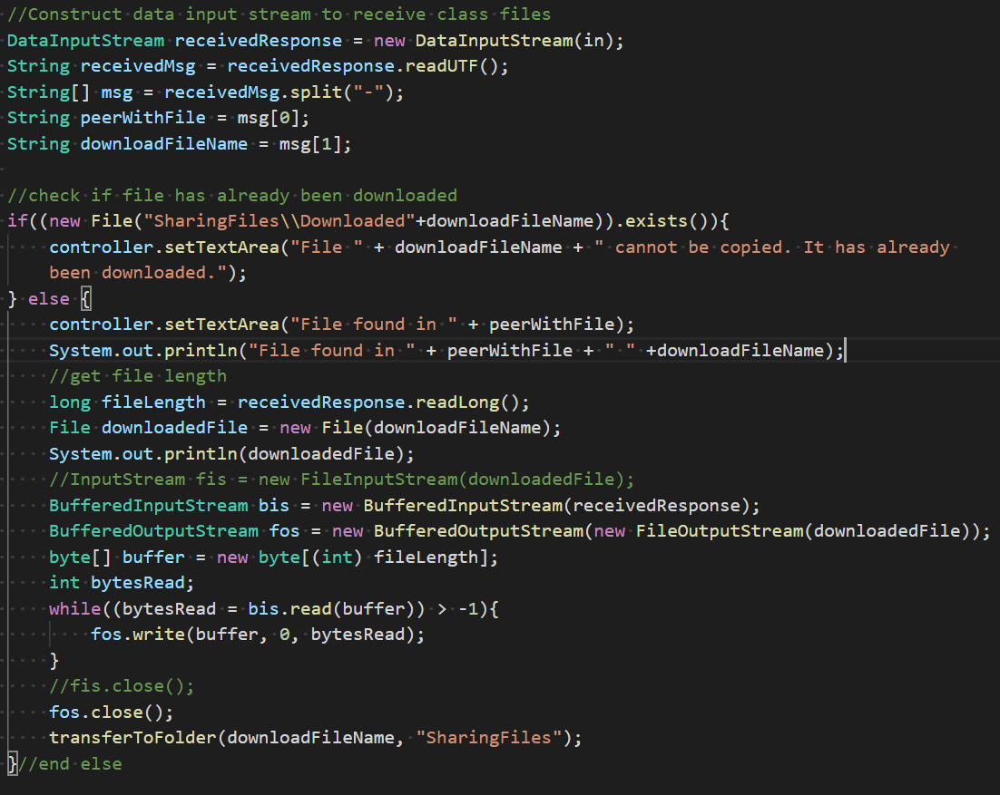 //Construct data input stream to receive class files
DataInputStream receivedResponse = new DataInputStream(in);
String receivedMsg = receivedResponse.readUTF();
String[] msg = receivedMsg.split("-");
String peerWithFile = msg[0];
String downloadFileName = msg[1];
//check if file has already been downloaded
if((new File("SharingFiles\\Downloaded"+downloadFileName)).exists()){
controller.setTextArea("File " + downloadFileName + " cannot be copied. It has already
been downloaded.");
} else {
controller.setTextArea("File found in " + peerWithFile);
System.out.println("File found in " + peerWithFile + " " +downloadFileName);
//get file length
long fileLength = receivedResponse.readLong();
File downloadedFile = new File(downloadFileName);
System.out.println(downloadedFile);
//InputStream fis = new FileInputStream(downloadedFile);
BufferedInputStream bis = new BufferedInputStream(receivedResponse);
BufferedOutputStream fos = new BufferedOutputStream(new FileOutputStream(downloadedFile));
byte[] buffer = new byte[(int) fileLength];
int bytesRead;
while((bytesRead = bis.read(buffer)) > -1){
fos.write(buffer, 0, bytesRead);
}
//fis.close();
fos.close();
transferToFolder(downloadFileName, "SharingFiles");
}//end else